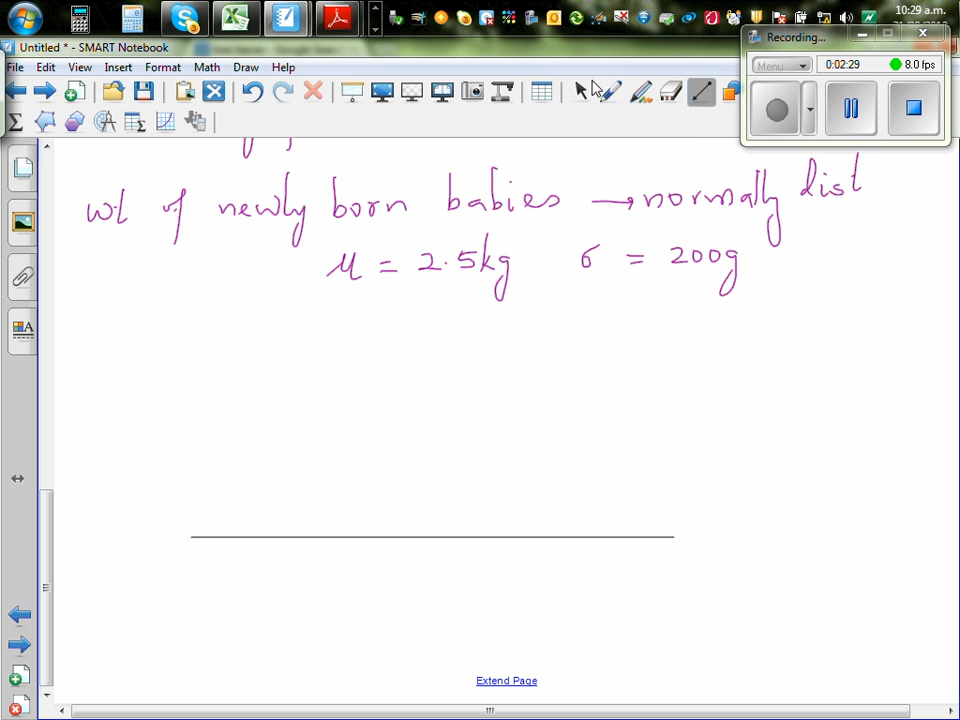 10:29 a.m.
Untitled * - SMART Notebook
Recording...
File Edit View Insert Format Math Draw Help
Menu 0:02:29 8.0 fps
wt of newly born babies → normally dist
μ = 2.5kg σ = 200g
Extend Page